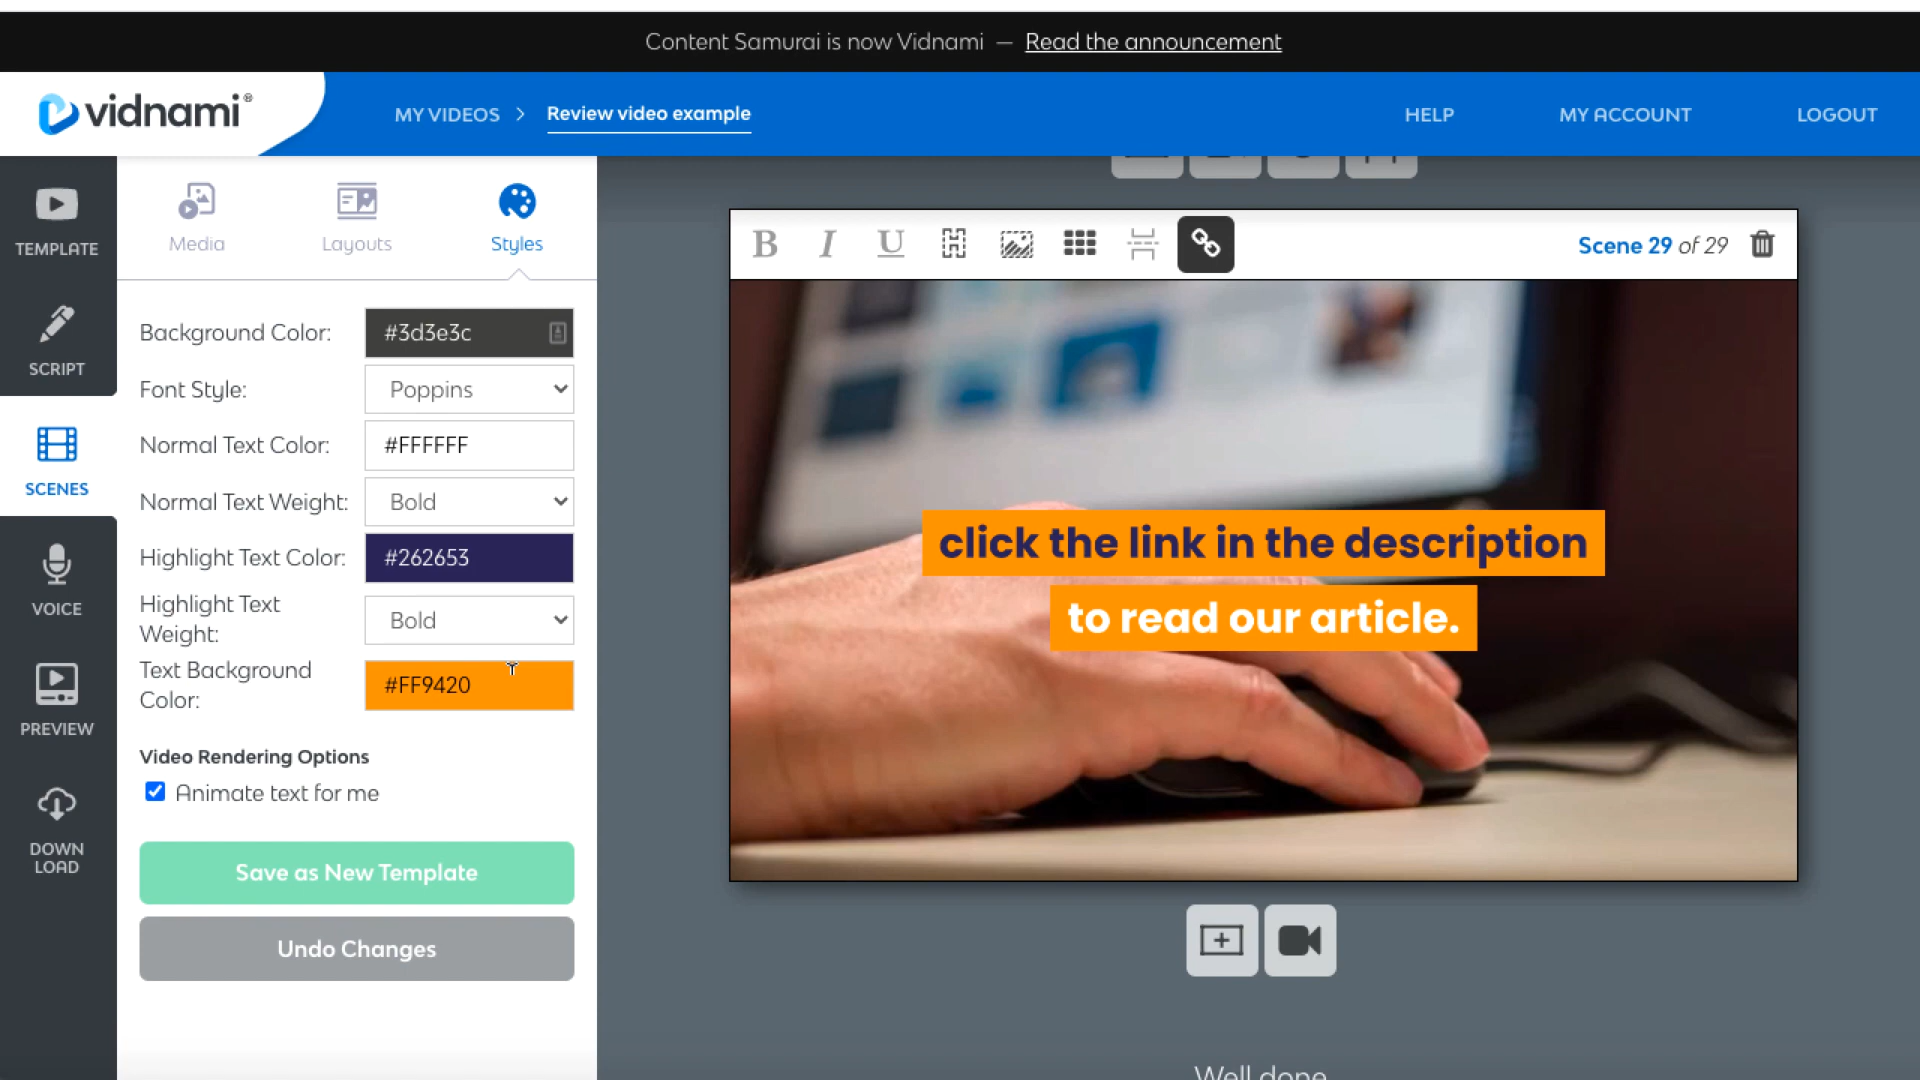 Content Samurai is now Vidnami — Read the announcement
vidnami®
MY VIDEOS > Review video example
HELP
MY ACCOUNT
LOGOUT
TEMPLATE
SCRIPT
SCENES
VOICE
PREVIEW
DOWN
LOAD
Media
Layouts
Styles
Background Color: #3d3e3c
Font Style: Poppins
Normal Text Color: #FFFFFF
Normal Text Weight: Bold
Highlight Text Color: #262653
Highlight Text
Weight: Bold
Text Background
Color: #FF9420
Video Rendering Options
Animate text for me
Save as New Template
Undo Changes
B I U
Scene 29 of 29
click the link in the description
to read our article.
Well done